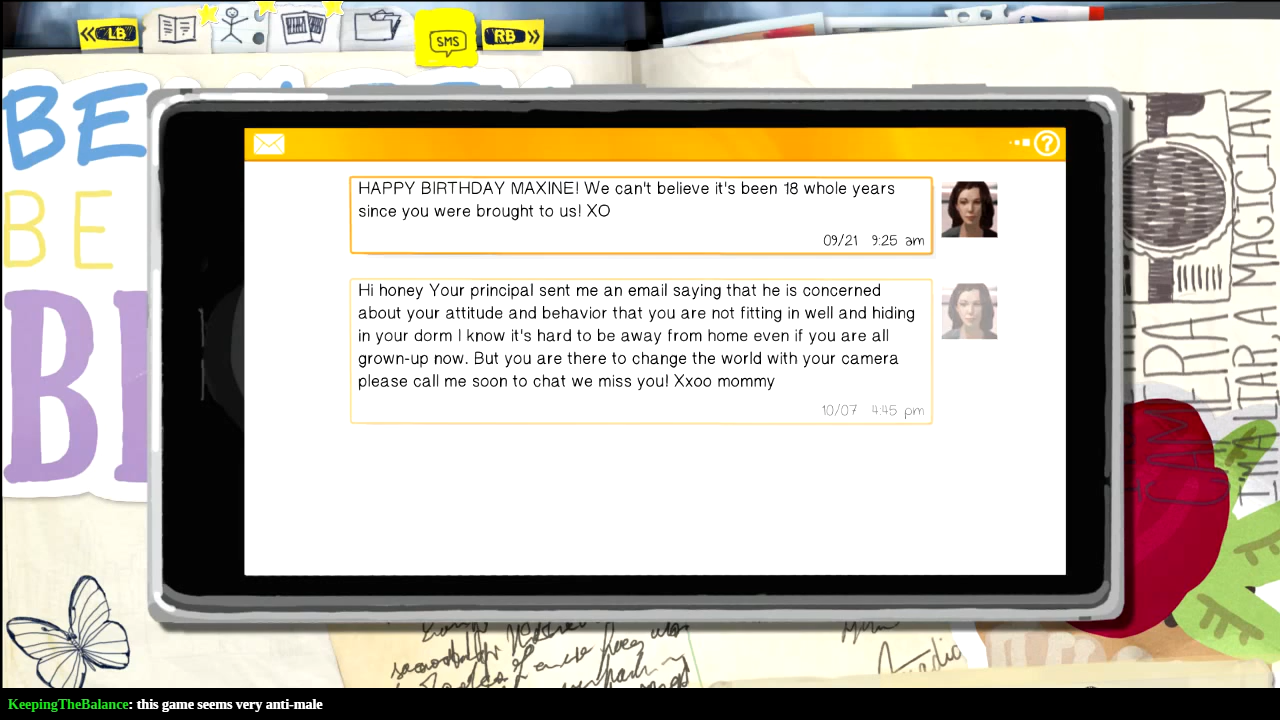 LB
SMS
RB
BE
BE
HAPPY BIRTHDAY MAXINE! We can't believe it's been 18 whole years
since you were brought to us! XO
09/21 9:25 am
Hi honey Your principal sent me an email saying that he is concerned
about your attitude and behavior that you are not fitting in well and hiding
in your dorm I know it's hard to be away from home even if you are all
grown-up now. But you are there to change the world with your camera
please call me soon to chat we miss you! Xxoo mommy
10/07 4:45 pm
CAMERA
MAGICIAN
KeepingTheBalance: this game seems very anti-male